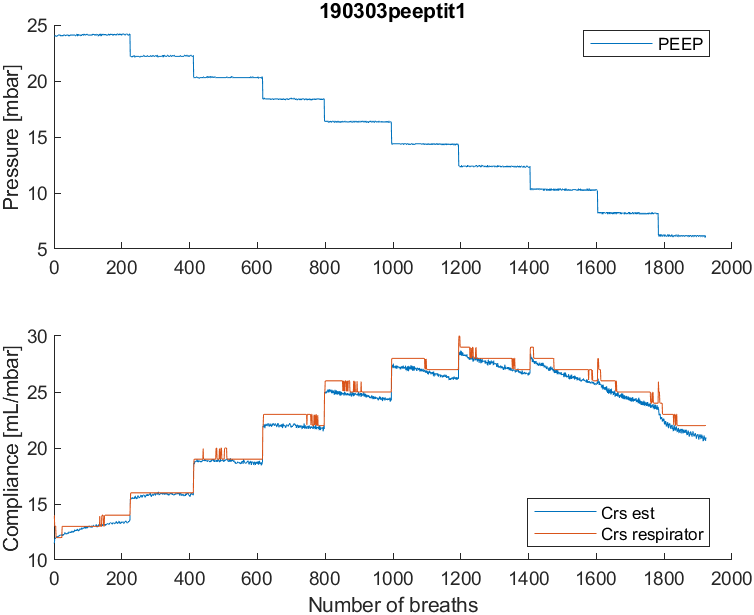 190303peeptit1
25
20
15
10
5
Pressure [mbar]
PEEP
0 200 400 600 800 1000 1200 1400 1600 1800 2000
30
25
20
15
10
Compliance [mL/mbar]
Crs est
Crs respirator
0 200 400 600 800 1000 1200 1400 1600 1800 2000
Number of breaths